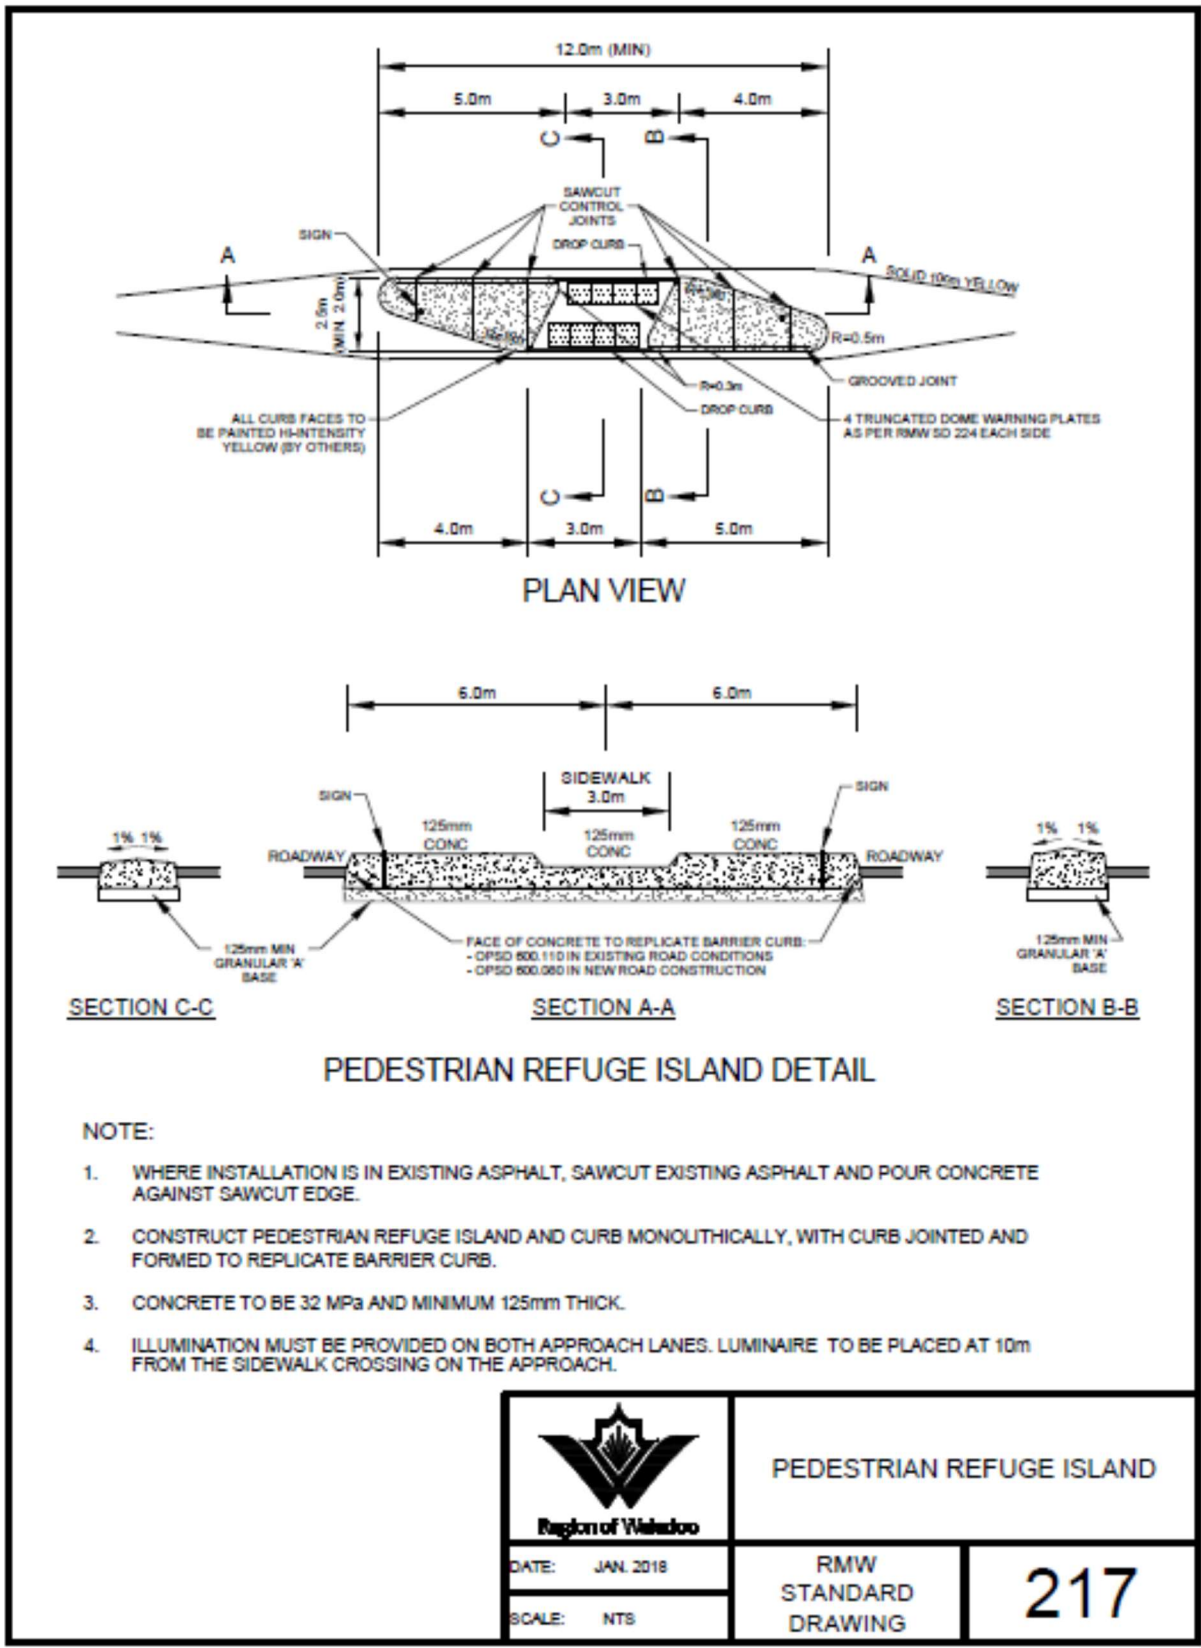 12.0m (MIN)
5.0m
3.0m
4.0m
C
B
SAWCUT
CONTROL
JOINTS
SIGN
DROP CURB
A
A
SOLID 10cm YELLOW
2.5m
(MIN. 2.0m)
R=0.5m
R=0.3m
GROOVED JOINT
DROP CURB
ALL CURB FACES TO
BE PAINTED HI-INTENSITY
YELLOW (BY OTHERS)
4 TRUNCATED DOME WARNING PLATES
AS PER RMW SD 224 EACH SIDE
C
B
4.0m
3.0m
5.0m
PLAN VIEW
6.0m
6.0m
SIDEWALK
3.0m
SIGN
SIGN
125mm
CONC
125mm
CONC
125mm
CONC
1% 1%
1% 1%
ROADWAY
ROADWAY
125mm MIN
GRANULAR 'A'
BASE
FACE OF CONCRETE TO REPLICATE BARRIER CURB:
- OPSD 600.110 IN EXISTING ROAD CONDITIONS
- OPSD 600.080 IN NEW ROAD CONSTRUCTION
125mm MIN
GRANULAR 'A'
BASE
SECTION C-C
SECTION A-A
SECTION B-B
PEDESTRIAN REFUGE ISLAND DETAIL
NOTE:
1. WHERE INSTALLATION IS IN EXISTING ASPHALT, SAWCUT EXISTING ASPHALT AND POUR CONCRETE
AGAINST SAWCUT EDGE.
2. CONSTRUCT PEDESTRIAN REFUGE ISLAND AND CURB MONOLITHICALLY, WITH CURB JOINTED AND
FORMED TO REPLICATE BARRIER CURB.
3. CONCRETE TO BE 32 MPa AND MINIMUM 125mm THICK.
4. ILLUMINATION MUST BE PROVIDED ON BOTH APPROACH LANES. LUMINAIRE TO BE PLACED AT 10m
FROM THE SIDEWALK CROSSING ON THE APPROACH.
Region of Waterloo
PEDESTRIAN REFUGE ISLAND
DATE: JAN. 2018
SCALE: NTS
RMW
STANDARD
DRAWING
217